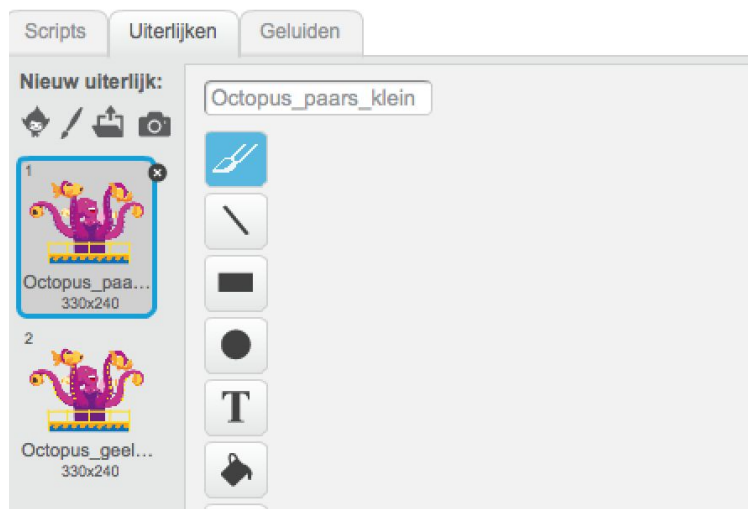 Scripts Uiterlijken Geluiden
Nieuw uiterlijk:
Octopus_paars_klein
1
Octopus_paa...
330x240
2
Octopus_geel...
330x240
T